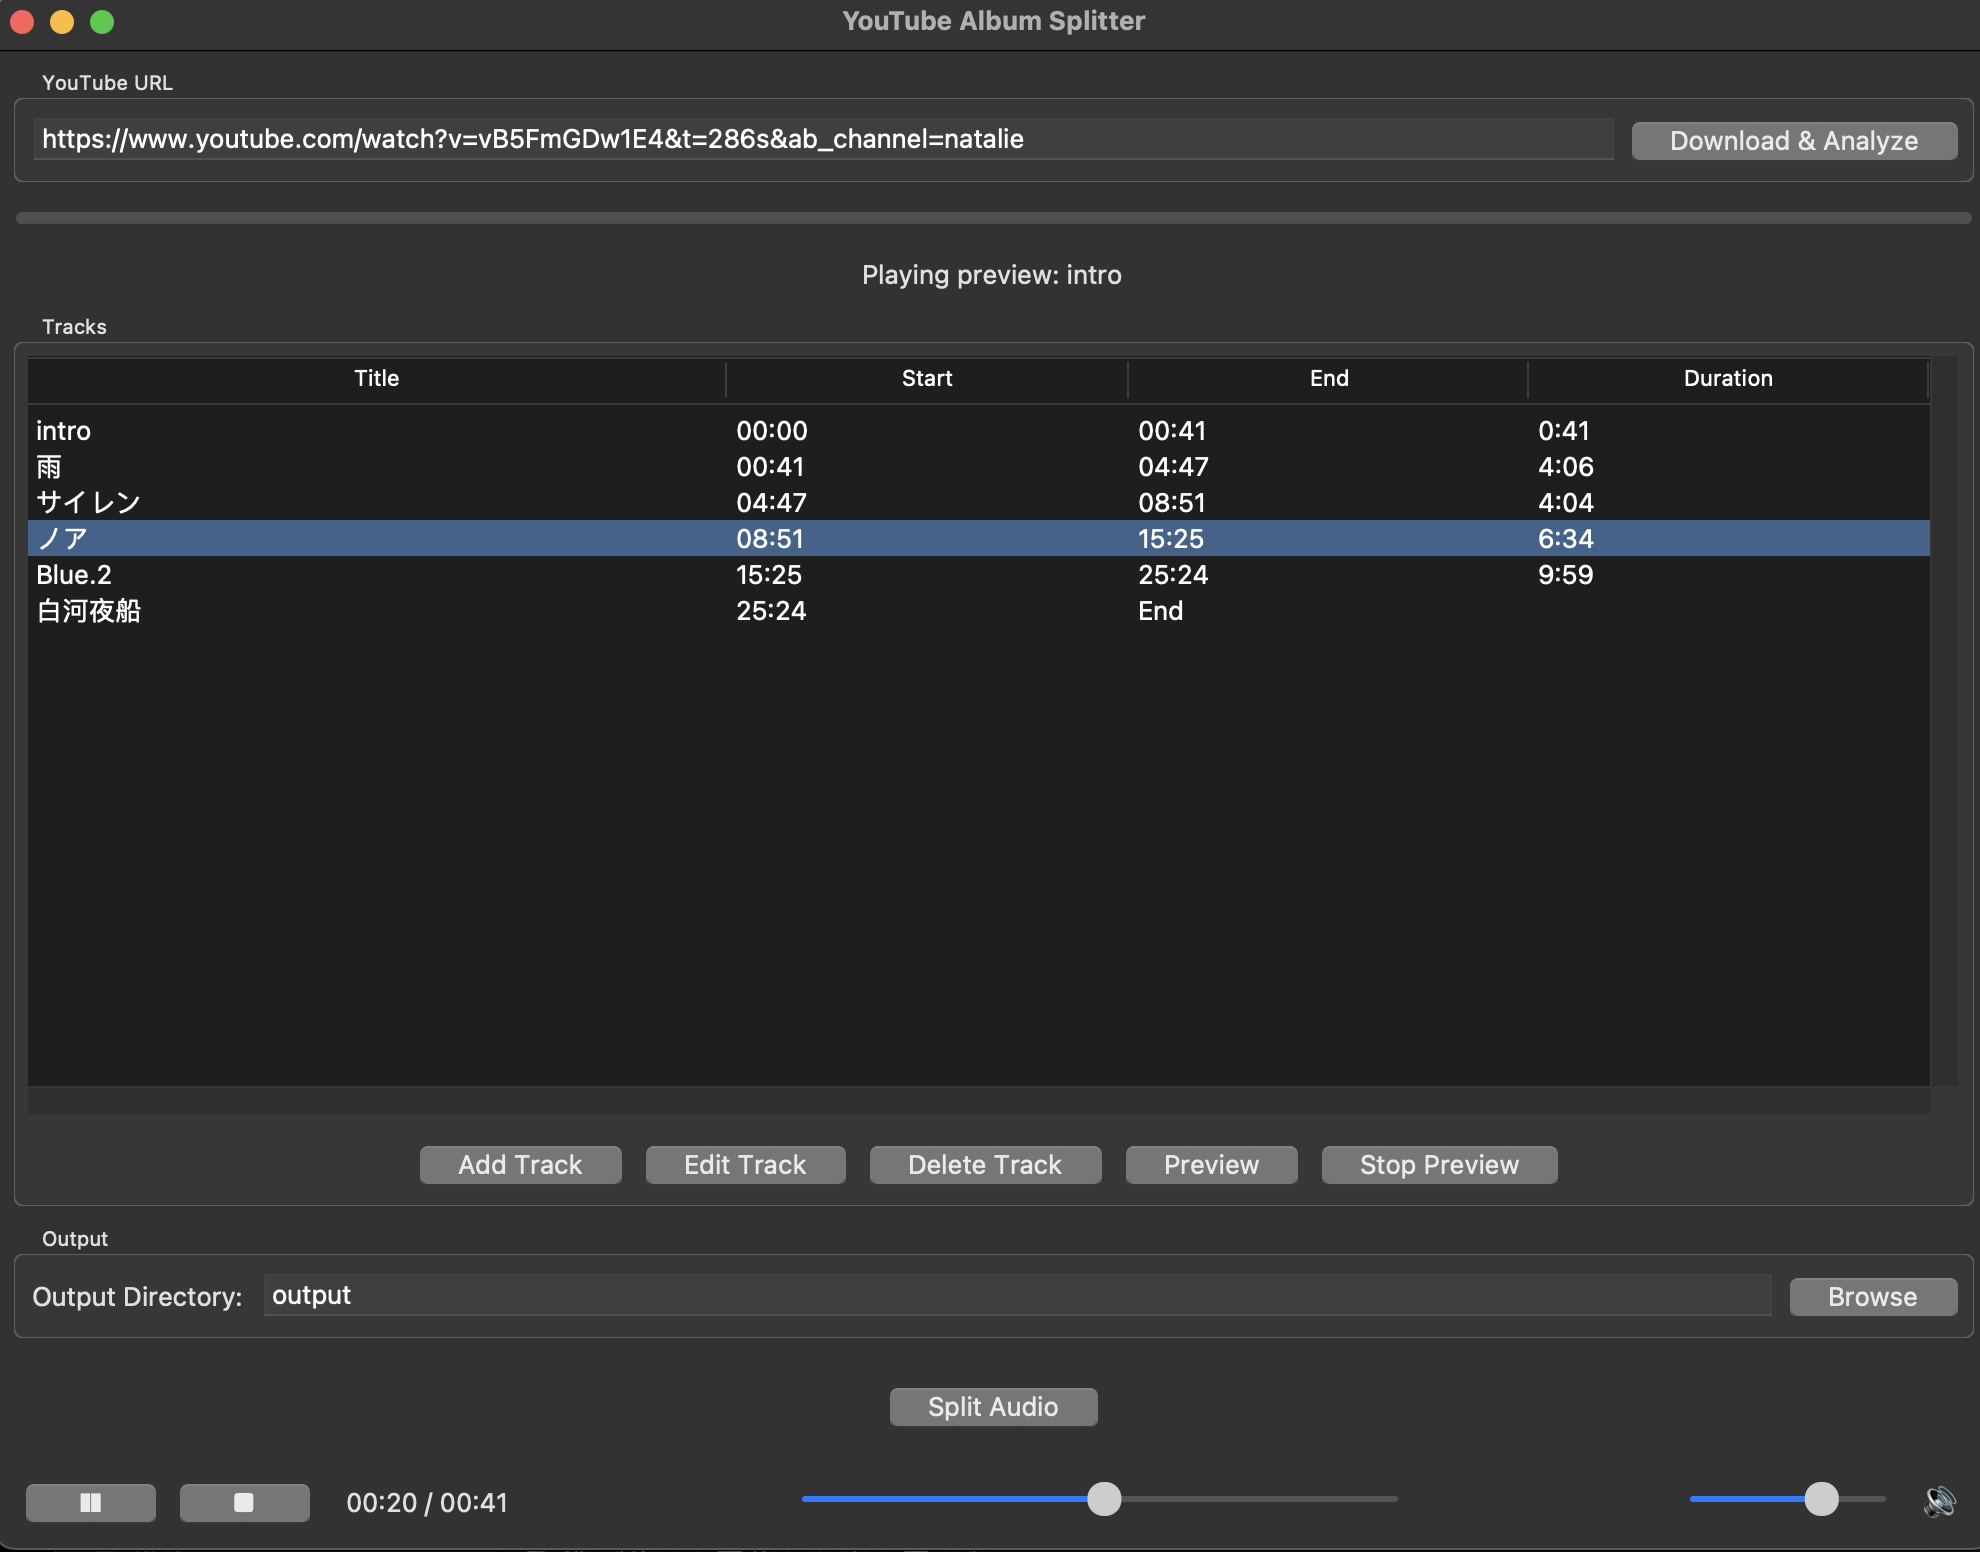 YouTube Album Splitter
YouTube URL
https://www.youtube.com/watch?v=vB5FmGDw1E4&t=286s&ab_channel=natalie
Download & Analyze
Playing preview: intro
Tracks
Title Start End Duration
intro 00:00 00:41 0:41
雨 00:41 04:47 4:06
サイレン 04:47 08:51 4:04
ノア 08:51 15:25 6:34
Blue.2 15:25 25:24 9:59
白河夜船 25:24 End
Add Track Edit Track Delete Track Preview Stop Preview
Output
Output Directory: output Browse
Split Audio
00:20 / 00:41